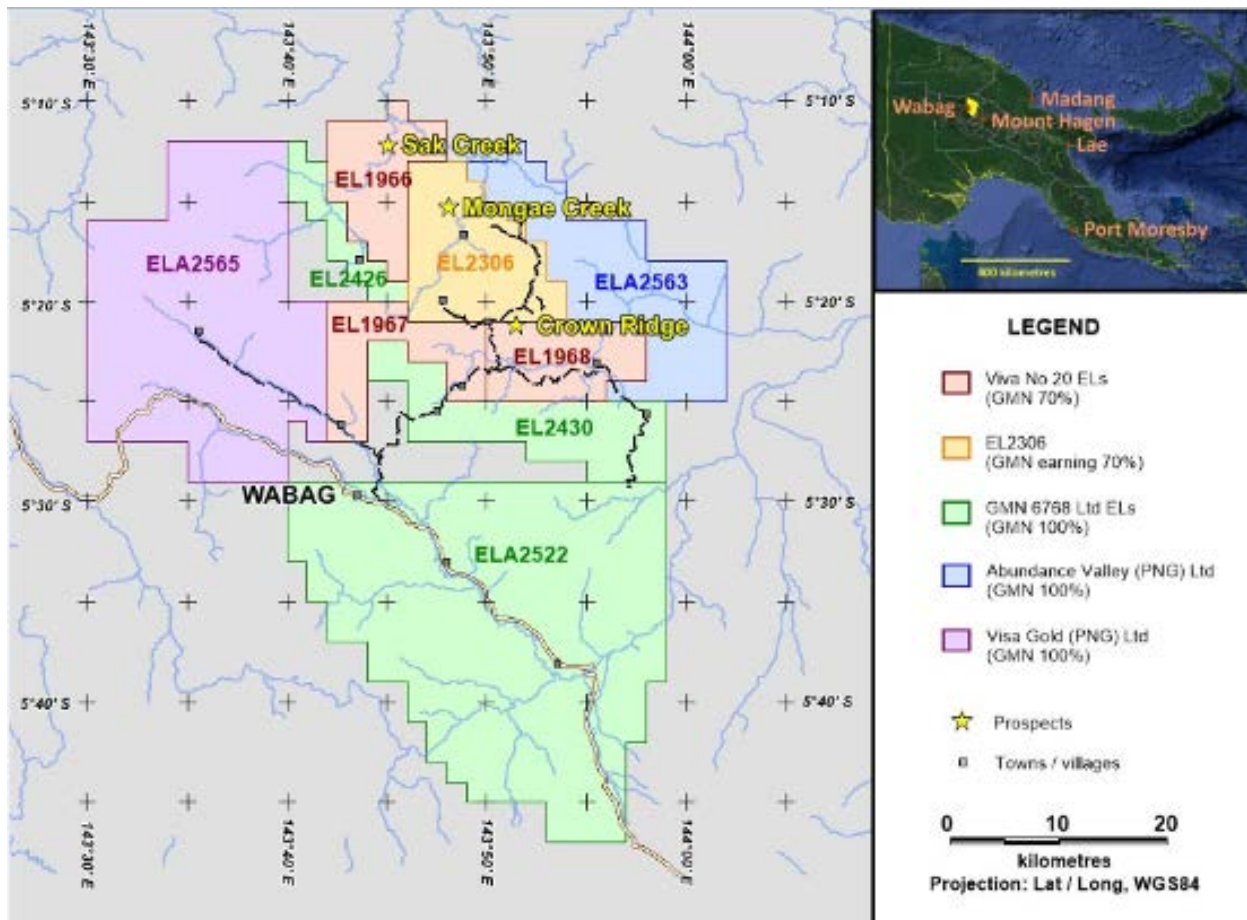 143°30' E
143°40' E
143°50' E
144°00' E
5°10' S
5°10' S
Sak Creek
EL1966
Mongae Creek
ELA2565
EL2426
EL2306
ELA2563
5°20' S
5°20' S
EL1967
Crown Ridge
EL1968
EL2430
WABAG
5°30' S
5°30' S
ELA2522
5°40' S
5°40' S
143°30' E
143°40' E
143°50' E
144°00' E
Wabag
Madang
Mount Hagen
Lae
Port Moresby
800 kilometres
LEGEND
Viva No 20 ELs
(GMN 70%)
EL2306
(GMN earning 70%)
GMN 6768 Ltd ELs
(GMN 100%)
Abundance Valley (PNG) Ltd
(GMN 100%)
Visa Gold (PNG) Ltd
(GMN 100%)
Prospects
Towns / villages
0 10 20
kilometres
Projection: Lat / Long, WGS84